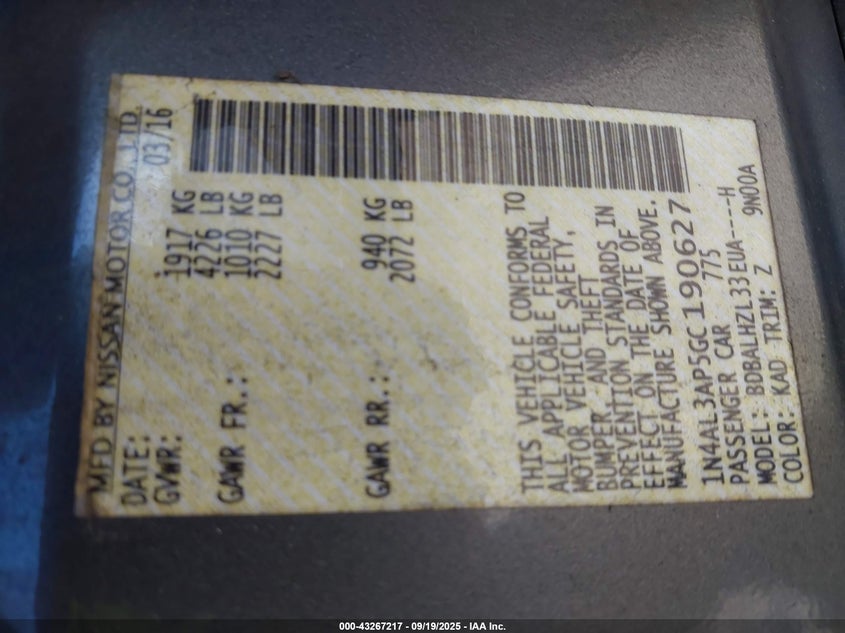 MFD BY NISSAN MOTOR CO., LTD.
DATE: 03/16
GVWR: 1917 KG
4226 LB
GAWR FR.: 1010 KG
2227 LB
GAWR RR.: 940 KG
2072 LB
THIS VEHICLE CONFORMS TO
ALL APPLICABLE FEDERAL
MOTOR VEHICLE SAFETY,
BUMPER, AND THEFT
PREVENTION STANDARDS IN
EFFECT ON THE DATE OF
MANUFACTURE SHOWN ABOVE.
1N4AL3AP5GC190627
PASSENGER CAR 775
MODEL: BDBALHZL33EUA----H
COLOR: KAD TRIM: Z 9N00A
000-43267217 - 09/19/2025 - IAA Inc.